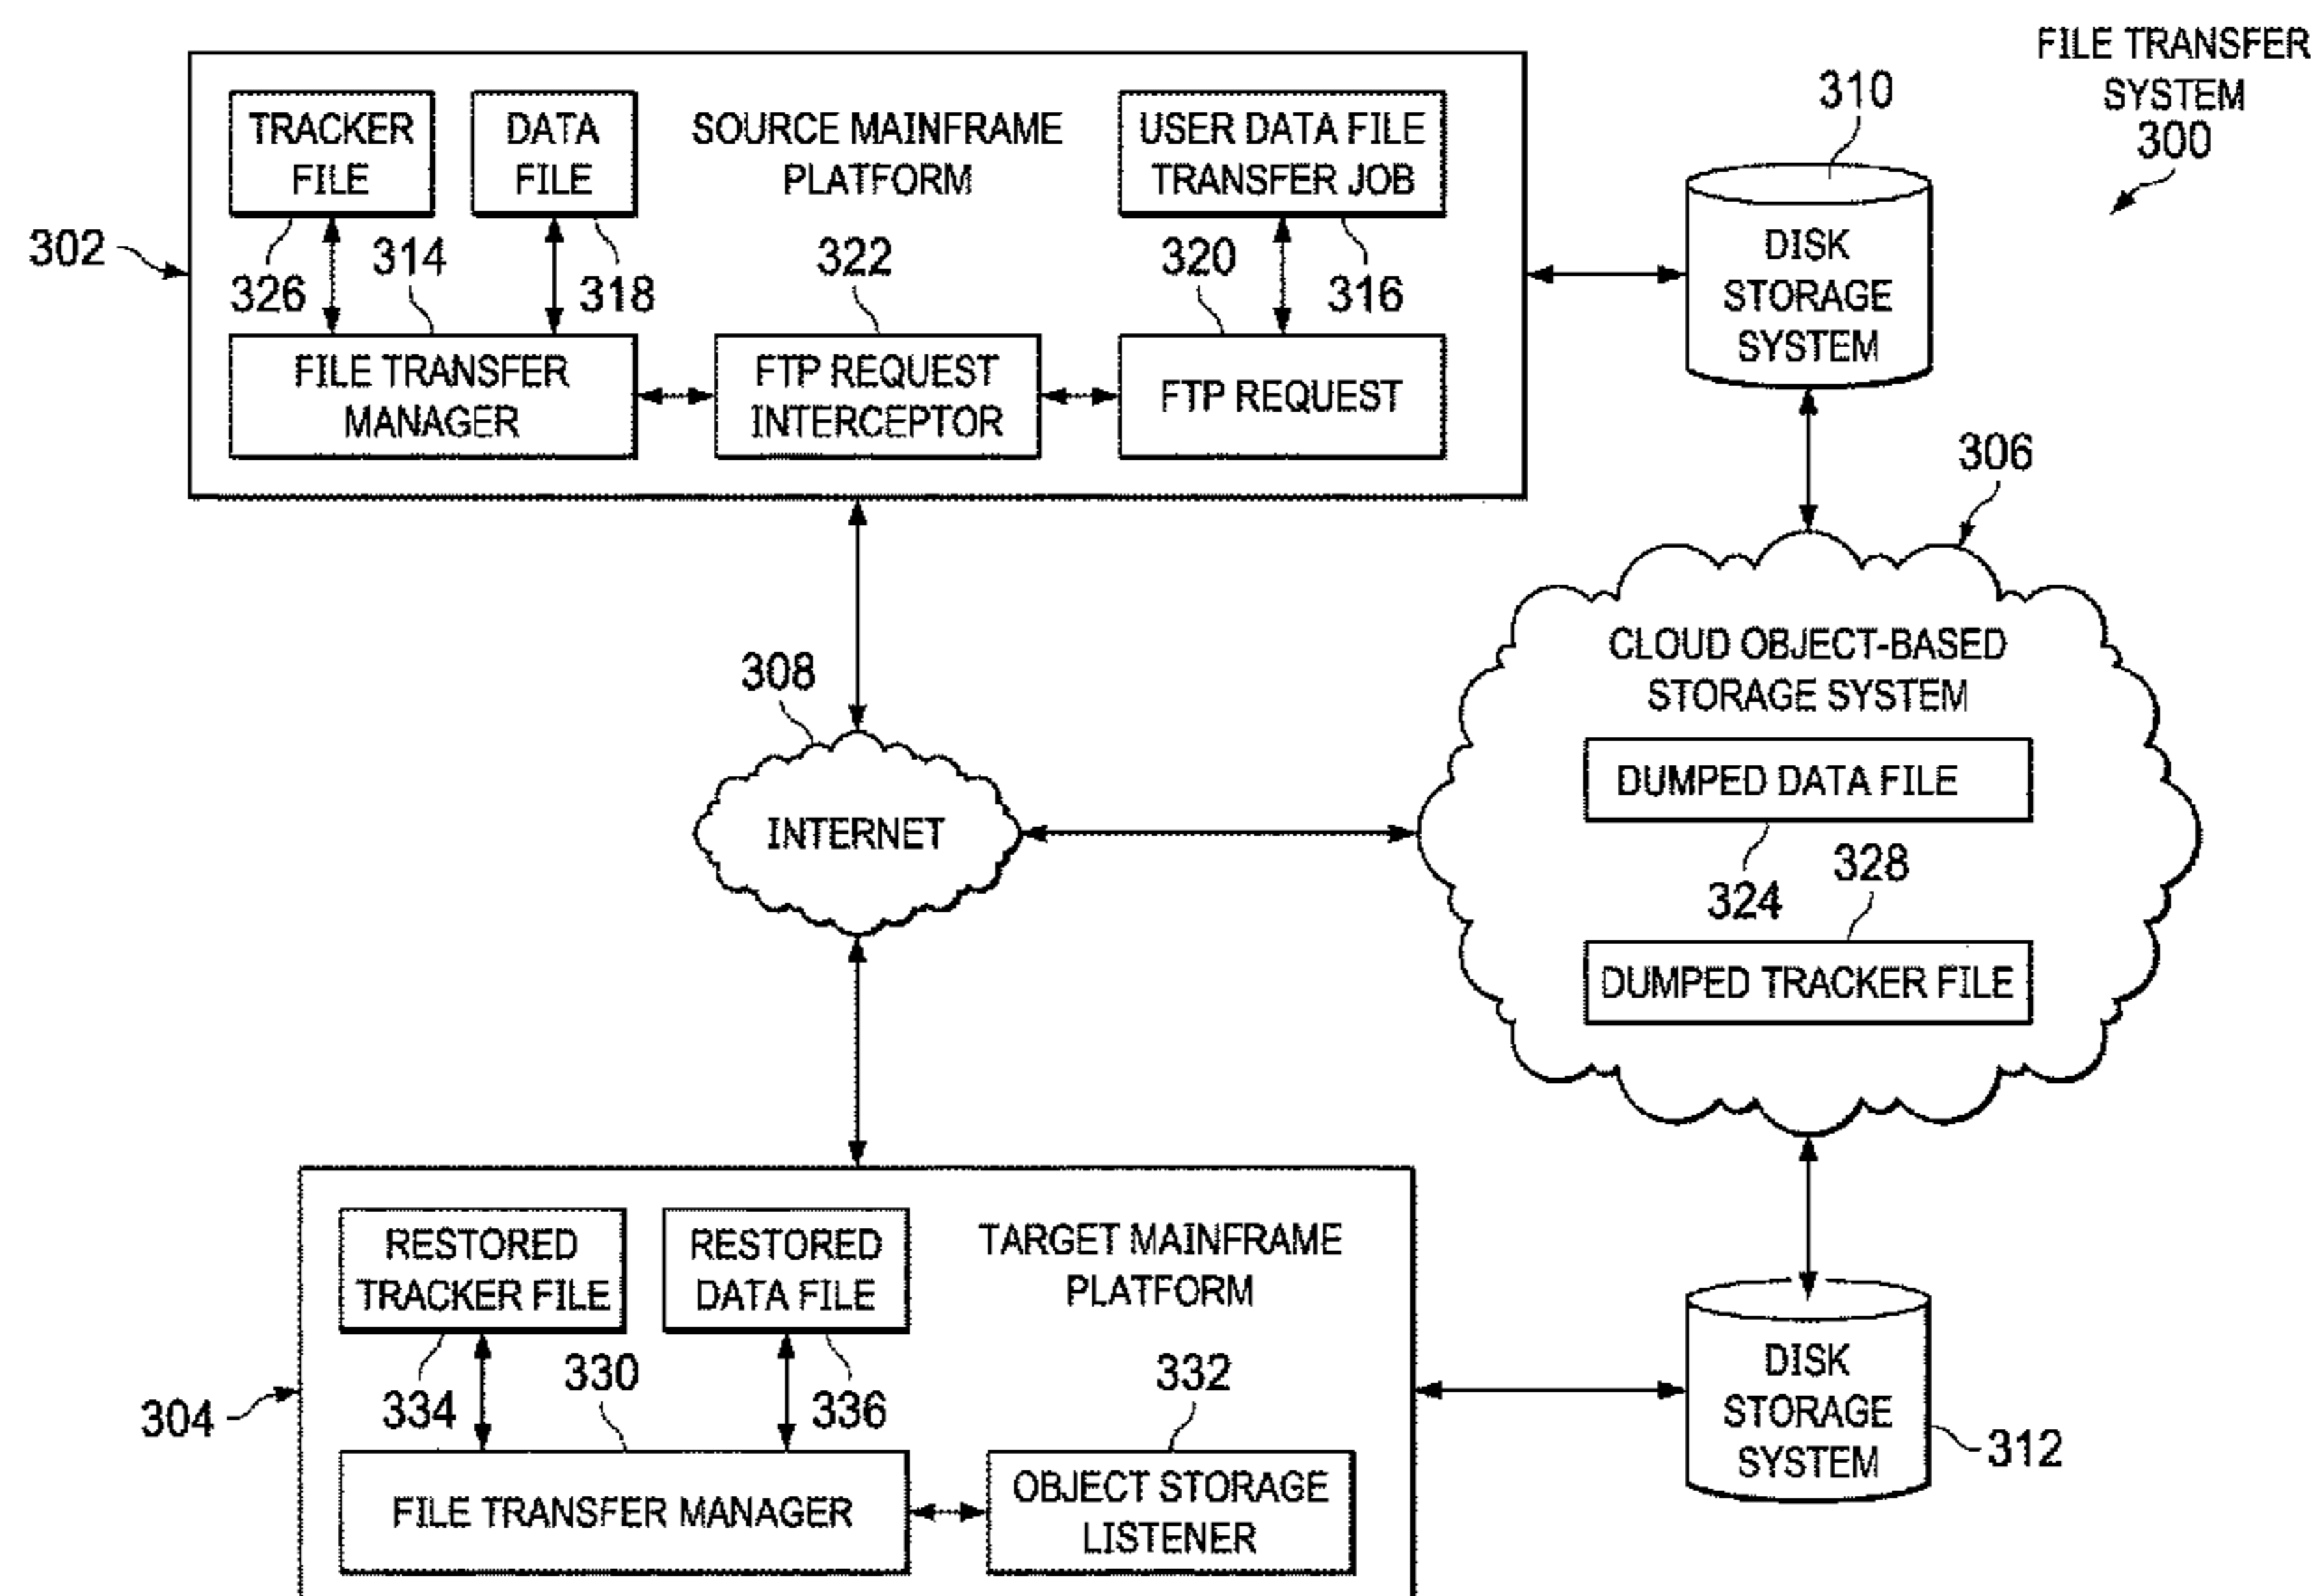 FILE TRANSFER
SYSTEM
300
310
TRACKER
FILE
DATA
FILE
SOURCE MAINFRAME
PLATFORM
USER DATA FILE
TRANSFER JOB
302
326
314
318
322
320
316
DISK
STORAGE
SYSTEM
FILE TRANSFER
MANAGER
FTP REQUEST
INTERCEPTOR
FTP REQUEST
306
308
INTERNET
CLOUD OBJECT-BASED
STORAGE SYSTEM
DUMPED DATA FILE
324
328
DUMPED TRACKER FILE
RESTORED
TRACKER FILE
RESTORED
DATA FILE
TARGET MAINFRAME
PLATFORM
304
334
330
336
332
DISK
STORAGE
SYSTEM
312
FILE TRANSFER MANAGER
OBJECT STORAGE
LISTENER